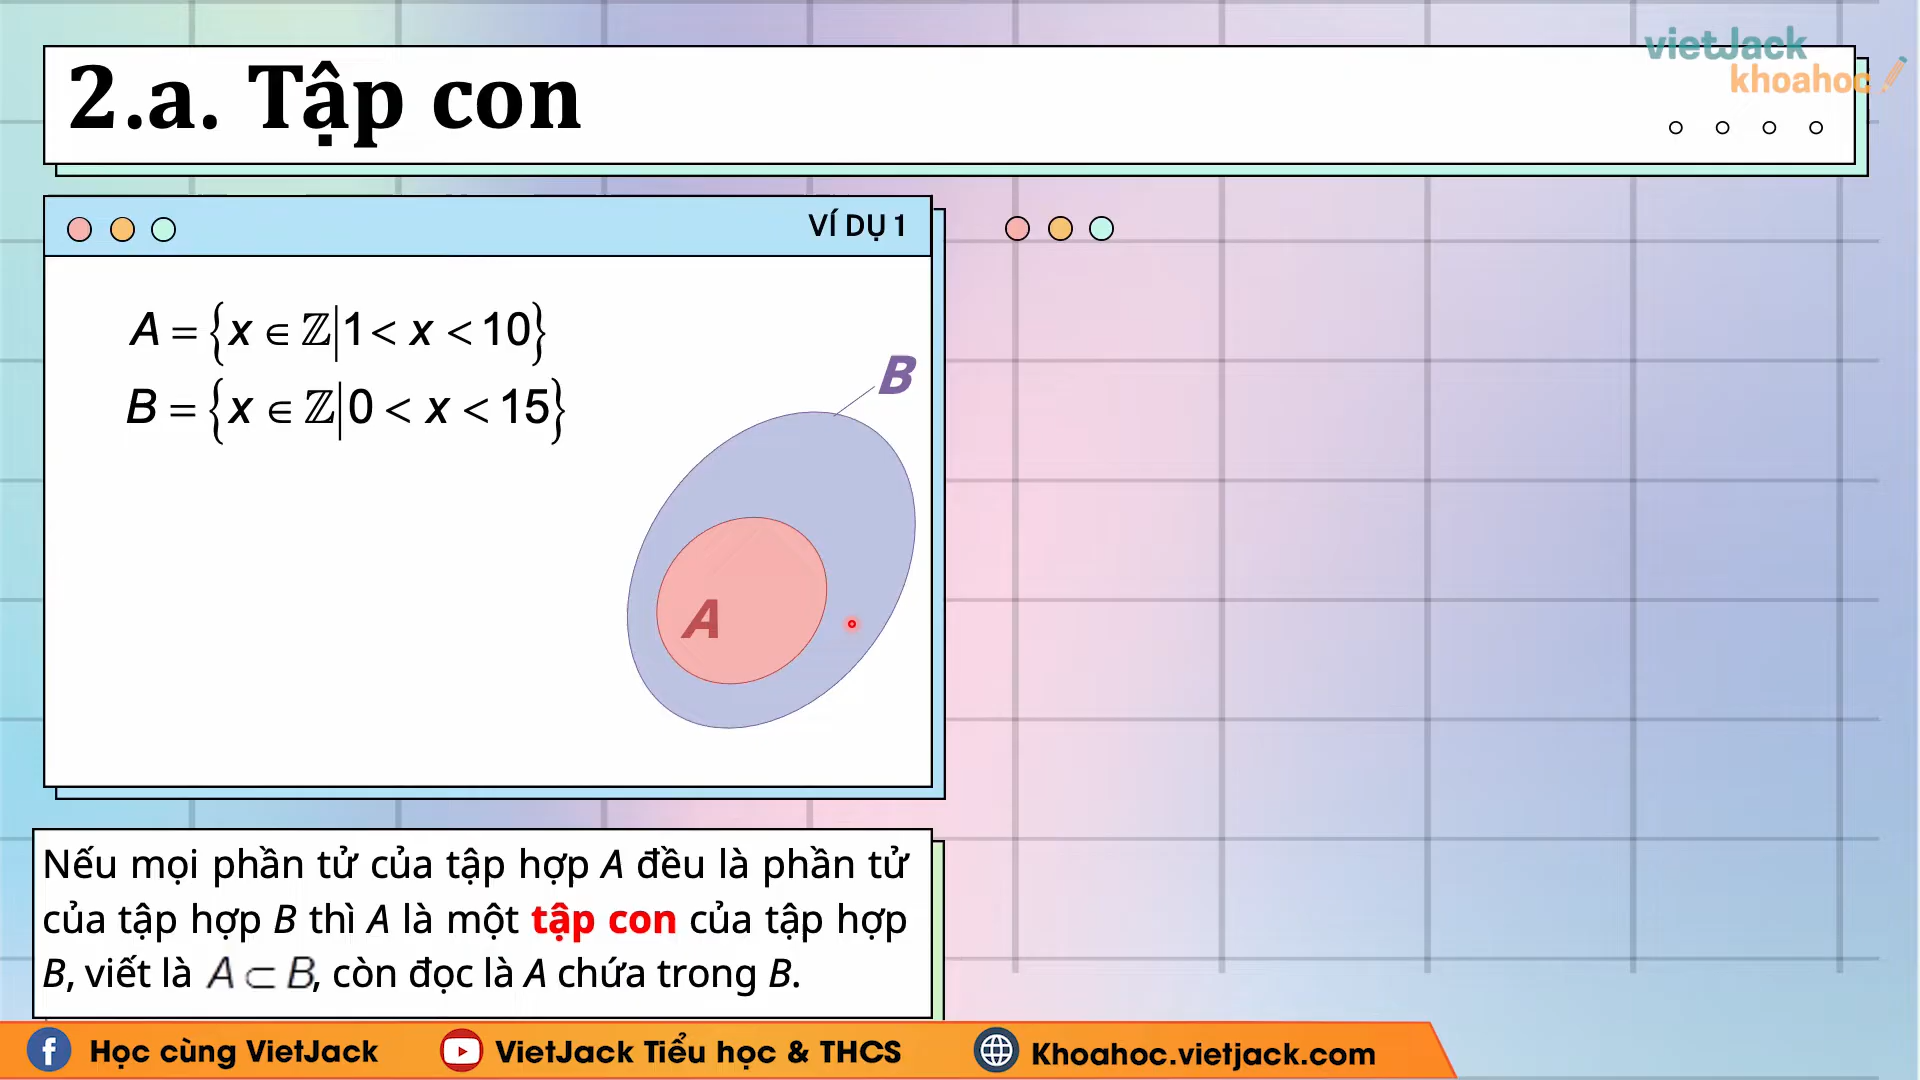 vietJack
khoahoc
2.a. Tập con
VÍ DỤ 1
A = {x ∈ ℤ|1 < x < 10}
B = {x ∈ ℤ|0 < x < 15}
B
A
Nếu mọi phần tử của tập hợp A đều là phần tử
của tập hợp B thì A là một tập con của tập hợp
B, viết là A ⊂ B, còn đọc là A chứa trong B.
Học cùng VietJack
VietJack Tiểu học & THCS
Khoahoc.vietjack.com